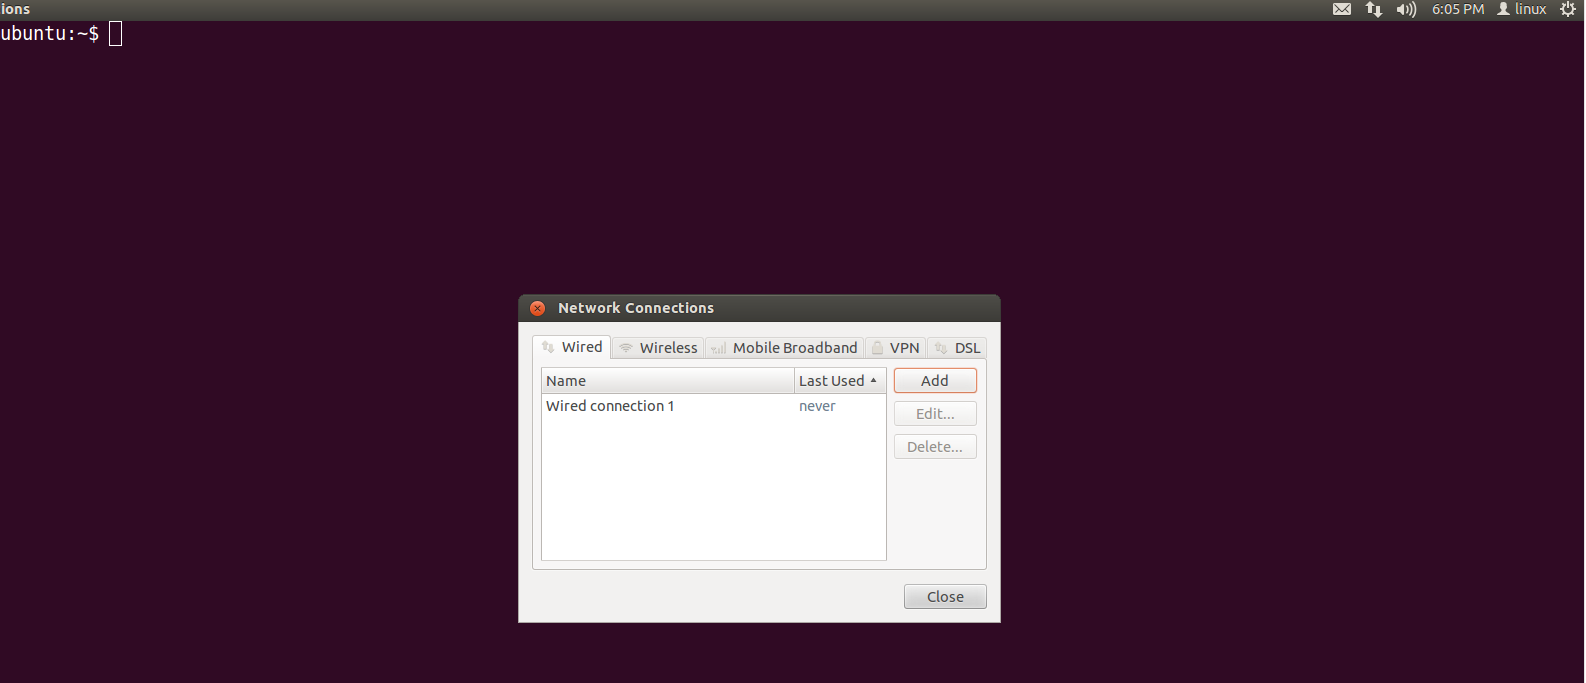 ions 6:05 PM linux
ubuntu:~$
Network Connections
Wired Wireless Mobile Broadband VPN DSL
Name Last Used Add
Wired connection 1 never
Edit...
Delete...
Close